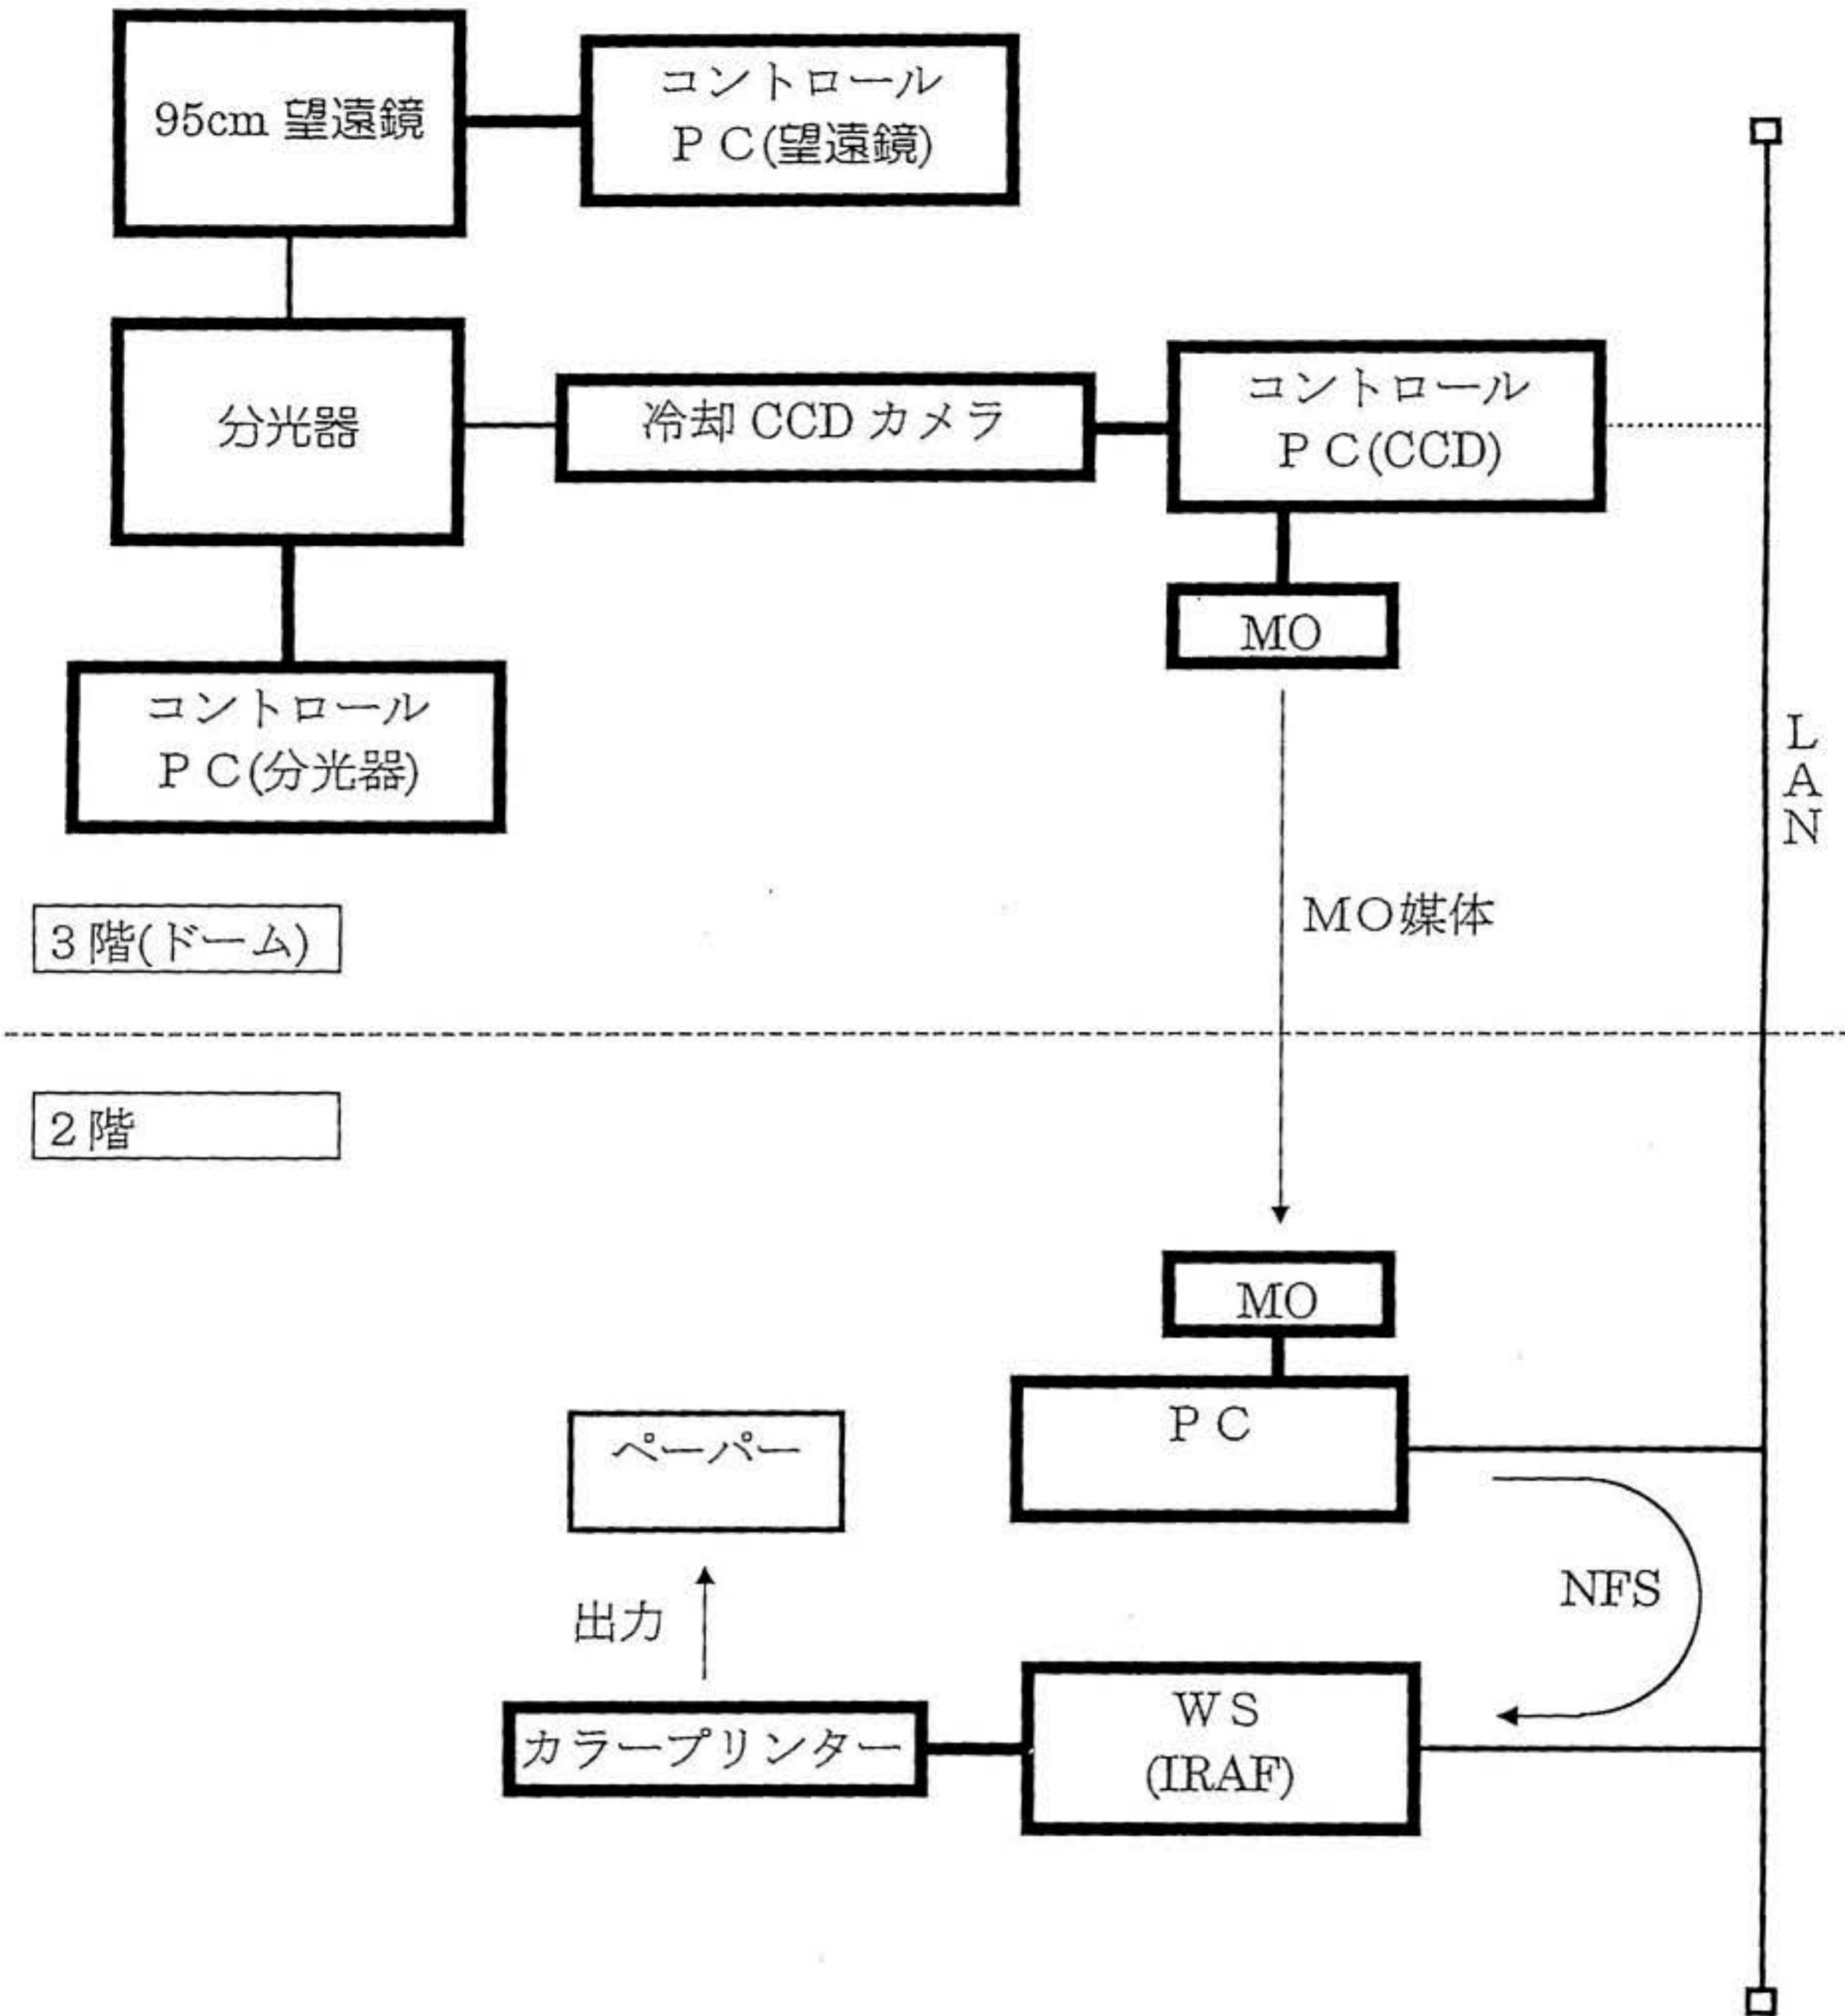 95cm 望遠鏡
コントロール
ＰＣ(望遠鏡)
分光器
冷却 CCD カメラ
コントロール
ＰＣ(CCD)
MO
コントロール
ＰＣ(分光器)
LAN
MO媒体
３階(ドーム)
２階
MO
ＰＣ
ペーパー
NFS
出力
ＷＳ
(IRAF)
カラープリンター